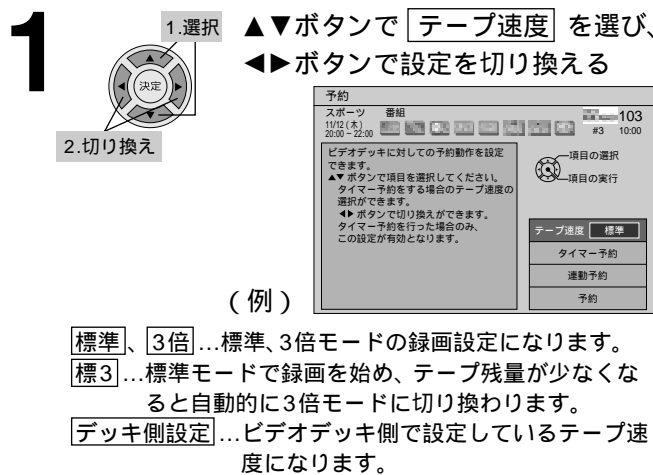 1
1.選択
決定
2.切り換え
▲▼ボタンで テープ速度 を選び、
◀▶ボタンで設定を切り換える
予約
スポーツ 番組
11/12(木)
20:00-22:00
103
#3 10:00
ビデオデッキに対しての予約動作を設定
できます。
▲▼ ボタンで項目を選択してください。
タイマー予約をする場合のテープ速度の
選択ができます。
◀▶ ボタンで切り換えができます。
タイマー予約を行った場合のみ、
この設定が有効となります。
項目の選択
項目の実行
テープ速度 標準
タイマー予約
連動予約
予約
(例)
標準、3倍…標準、3倍モードの録画設定になります。
標3…標準モードで録画を始め、テープ残量が少なくな
ると自動的に3倍モードに切り換わります。
デッキ側設定…ビデオデッキ側で設定しているテープ速
度になります。